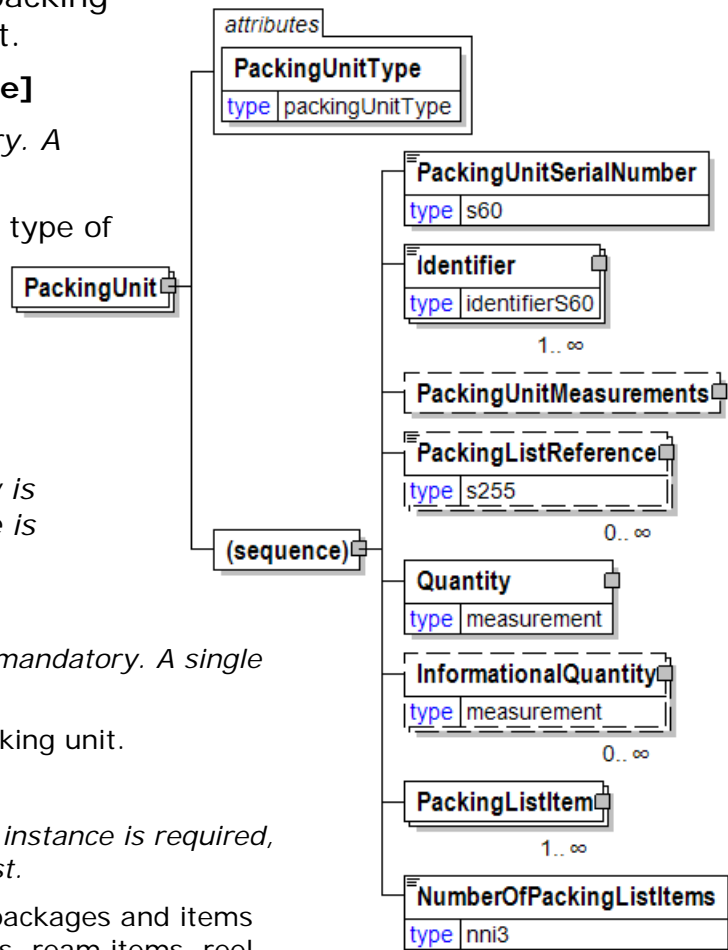 packing
t.
e]
ry. A
type of
y is
e is
mandatory. A single
king unit.
instance is required,
st.
packages and items
s, ream items, reel
attributes
PackingUnitType
type packingUnitType
PackingUnit
(sequence)
PackingUnitSerialNumber
type s60
Identifier
type identifierS60
1.. ∞
PackingUnitMeasurements
PackingListReference
type s255
0.. ∞
Quantity
type measurement
InformationalQuantity
type measurement
0.. ∞
PackingListItem
1.. ∞
NumberOfPackingListItems
type nni3